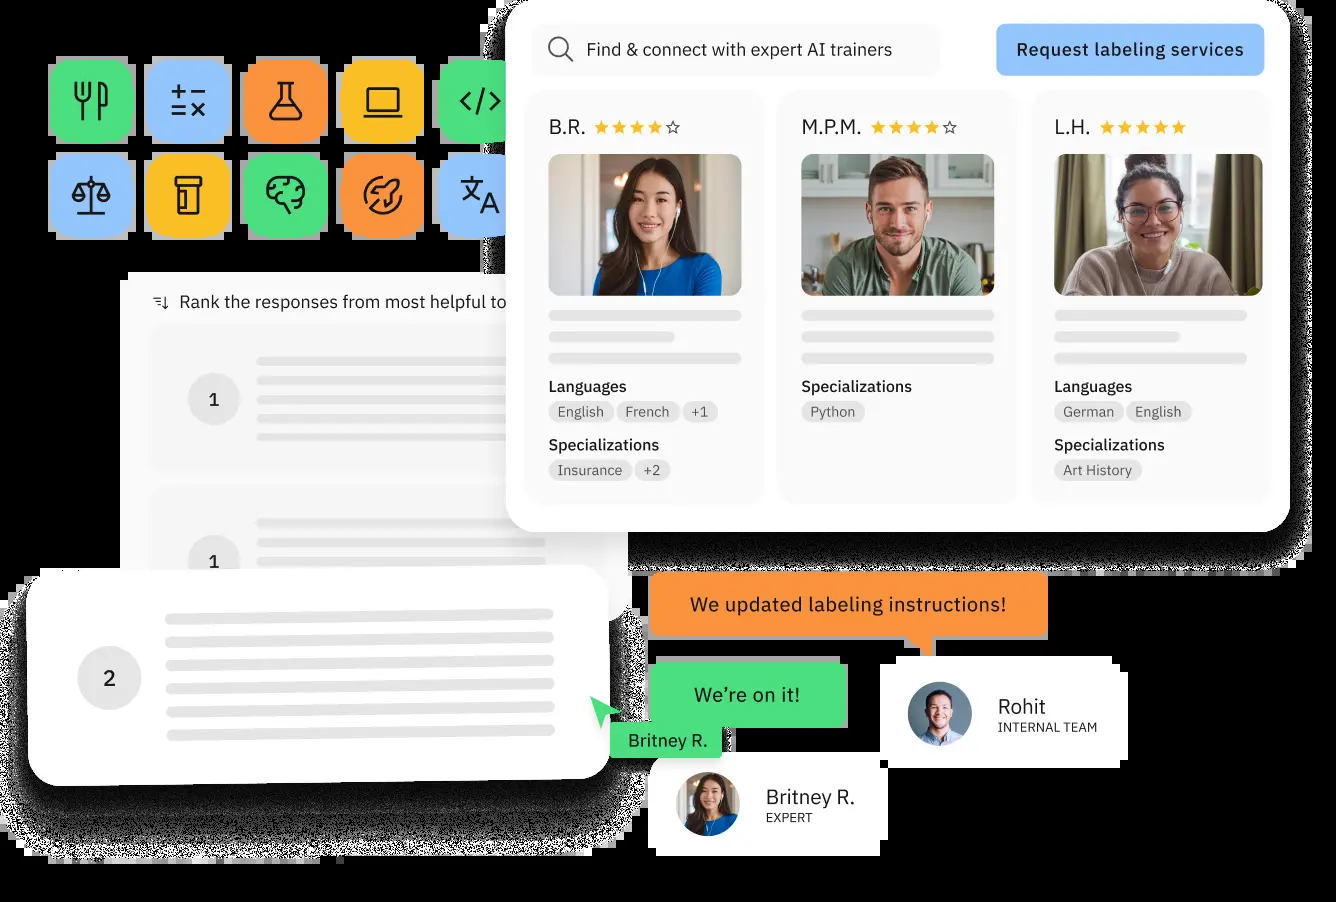 Find & connect with expert AI trainers
Request labeling services
B.R.
M.P.M.
L.H.
Languages
English French +1
Specializations
Insurance +2
Specializations
Python
Languages
German English
Specializations
Art History
Rank the responses from most helpful to
1
1
2
We updated labeling instructions!
Rohit
INTERNAL TEAM
We’re on it!
Britney R.
Britney R.
EXPERT